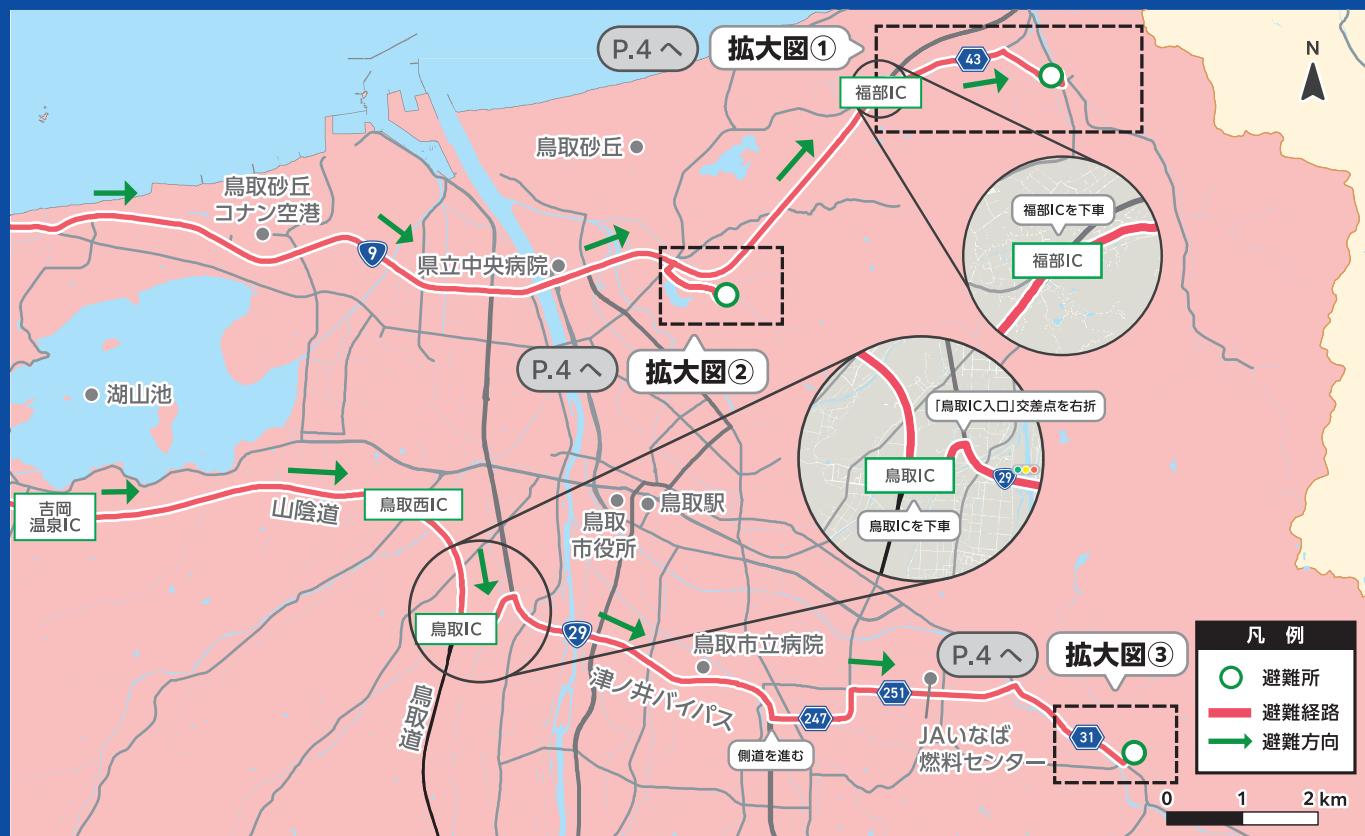 P.4 へ
拡大図①
43
N
福部IC
鳥取砂丘
鳥取砂丘
コナン空港
福部ICを下車
福部IC
9
県立中央病院
P.4 へ
拡大図②
湖山池
「鳥取IC入口」交差点を右折
鳥取IC
29
鳥取ICを下車
吉岡
温泉IC
山陰道
鳥取西IC
鳥取
市役所
鳥取駅
鳥取IC
29
鳥取市立病院
P.4 へ
拡大図③
津ノ井バイパス
鳥取道
251
247
側道を進む
JAいなば
燃料センター
31
凡 例
避難所
避難経路
避難方向
0 1 2 km